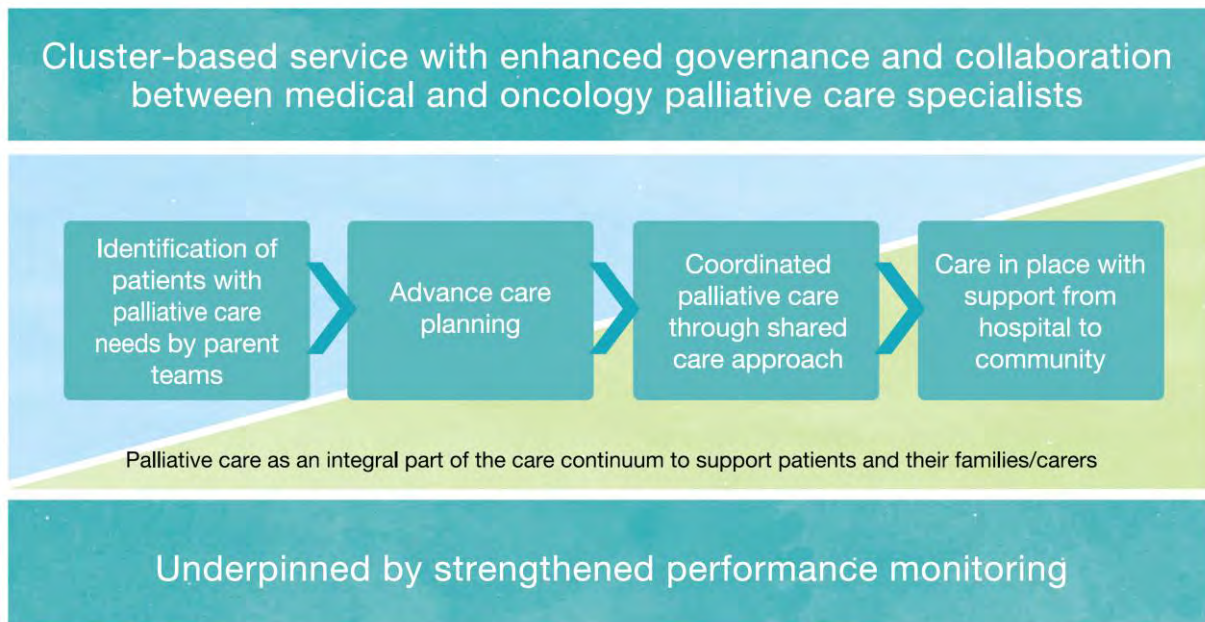 Cluster-based service with enhanced governance and collaboration
between medical and oncology palliative care specialists
Identification of
patients with
palliative care
needs by parent
teams
Advance care
planning
Coordinated
palliative care
through shared
care approach
Care in place with
support from
hospital to
community
Palliative care as an integral part of the care continuum to support patients and their families/carers
Underpinned by strengthened performance monitoring